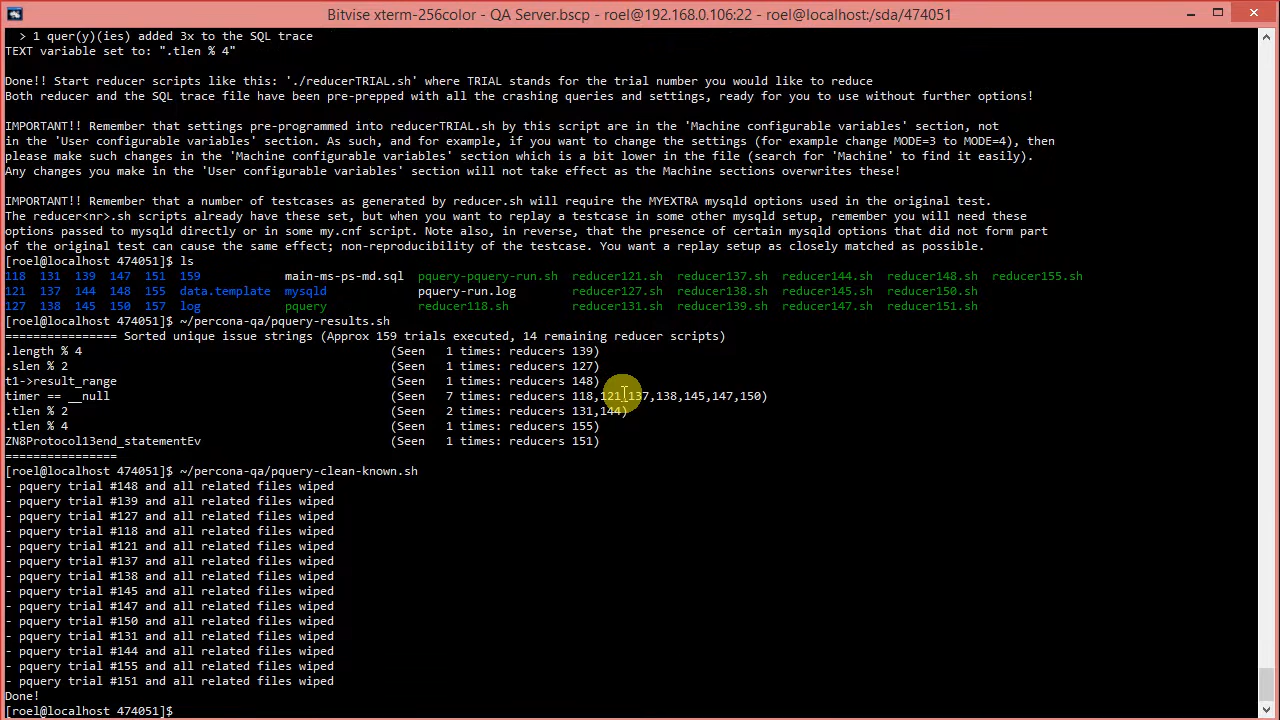 Bitvise xterm-256color - QA Server.bscp - roel@192.168.0.106:22 - roel@localhost:/sda/474051
> 1 quer(y)(ies) added 3x to the SQL trace
TEXT variable set to: ".tlen % 4"
Done!! Start reducer scripts like this: './reducerTRIAL.sh' where TRIAL stands for the trial number you would like to reduce
Both reducer and the SQL trace file have been pre-prepped with all the crashing queries and settings, ready for you to use without further options!
IMPORTANT!! Remember that settings pre-programmed into reducerTRIAL.sh by this script are in the 'Machine configurable variables' section, not
in the 'User configurable variables' section. As such, and for example, if you want to change the settings (for example change MODE=3 to MODE=4), then
please make such changes in the 'Machine configurable variables' section which is a bit lower in the file (search for 'Machine' to find it easily).
Any changes you make in the 'User configurable variables' section will not take effect as the Machine sections overwrites these!
IMPORTANT!! Remember that a number of testcases as generated by reducer.sh will require the MYEXTRA mysqld options used in the original test.
The reducer<nr>.sh scripts already have these set, but when you want to replay a testcase in some other mysqld setup, remember you will need these
options passed to mysqld directly or in some my.cnf script. Note also, in reverse, that the presence of certain mysqld options that did not form part
of the original test can cause the same effect; non-reproducibility of the testcase. You want a replay setup as closely matched as possible.
[roel@localhost 474051]$ ls
118 131 139 147 151 159 main-ms-ps-md.sql pquery-pquery-run.sh reducer121.sh reducer137.sh reducer144.sh reducer148.sh reducer155.sh
121 137 144 148 155 data.template mysqld pquery-run.log reducer127.sh reducer138.sh reducer145.sh reducer150.sh
127 138 145 150 157 log pquery reducer118.sh reducer131.sh reducer139.sh reducer147.sh reducer151.sh
[roel@localhost 474051]$ ~/percona-qa/pquery-results.sh
================ Sorted unique issue strings (Approx 159 trials executed, 14 remaining reducer scripts)
.length % 4 (Seen 1 times: reducers 139)
.slen % 2 (Seen 1 times: reducers 127)
t1->result_range (Seen 1 times: reducers 148)
timer == __null (Seen 7 times: reducers 118,121,137,138,145,147,150)
.tlen % 2 (Seen 2 times: reducers 131,144)
.tlen % 4 (Seen 1 times: reducers 155)
ZN8Protocol13end_statementEv (Seen 1 times: reducers 151)
================
[roel@localhost 474051]$ ~/percona-qa/pquery-clean-known.sh
- pquery trial #148 and all related files wiped
- pquery trial #139 and all related files wiped
- pquery trial #127 and all related files wiped
- pquery trial #118 and all related files wiped
- pquery trial #121 and all related files wiped
- pquery trial #137 and all related files wiped
- pquery trial #138 and all related files wiped
- pquery trial #145 and all related files wiped
- pquery trial #147 and all related files wiped
- pquery trial #150 and all related files wiped
- pquery trial #131 and all related files wiped
- pquery trial #144 and all related files wiped
- pquery trial #155 and all related files wiped
- pquery trial #151 and all related files wiped
Done!
[roel@localhost 474051]$